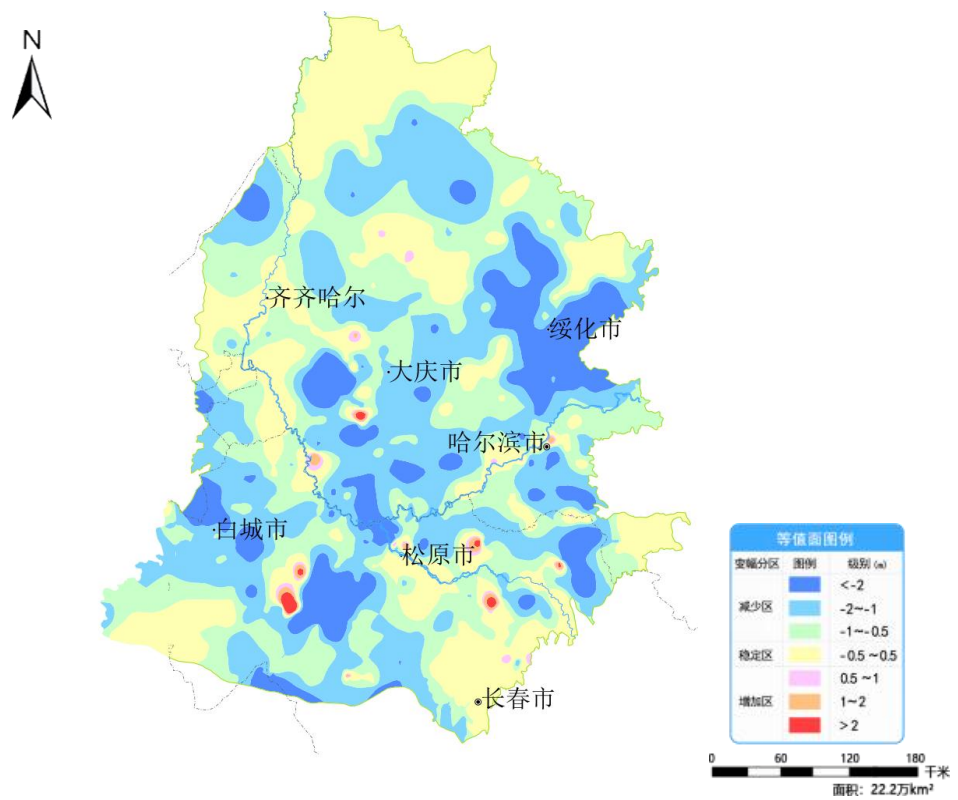 N
齐齐哈尔
绥化市
大庆市
哈尔滨市
白城市
松原市
长春市
等值面图例
变幅分区 图例 级别 (m)
<-2
减少区 -2~-1
-1~-0.5
稳定区 -0.5~0.5
0.5~1
增加区 1~2
>2
0 60 120 180
千米
面积: 22.2万km²